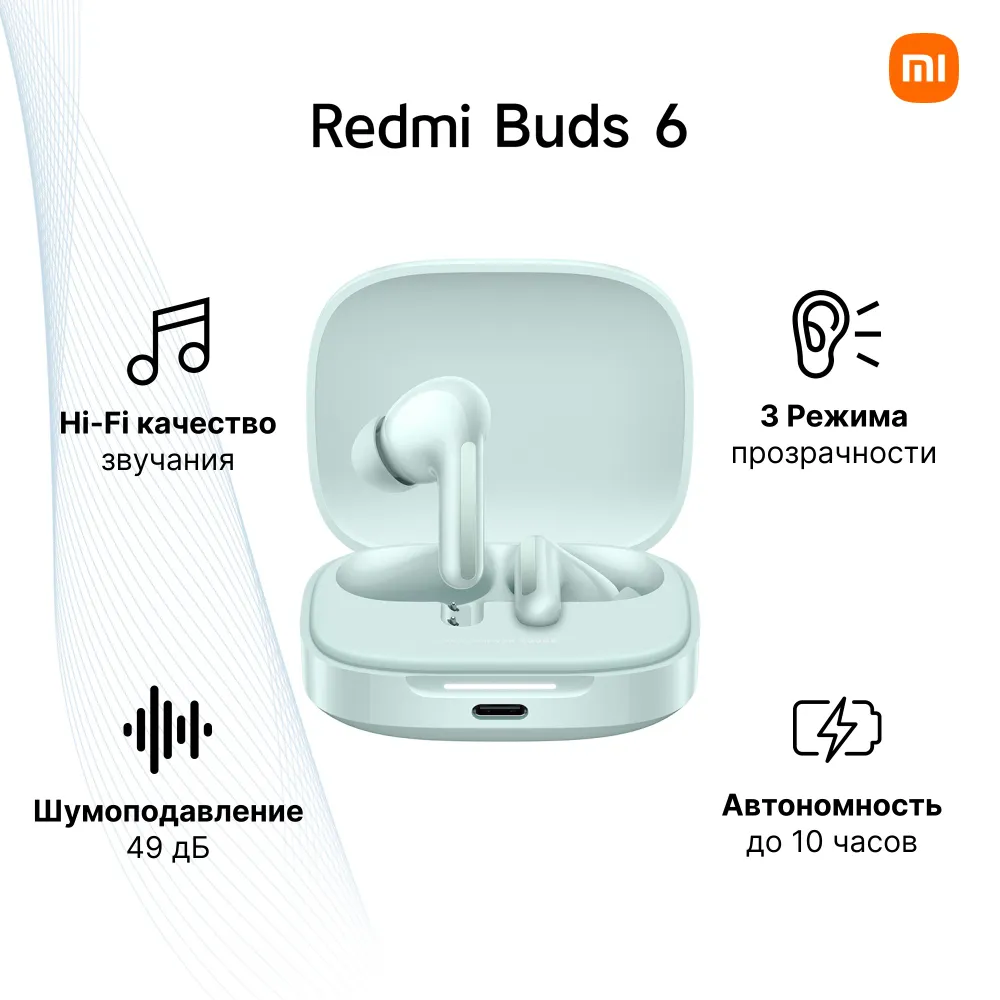 mi
Redmi Buds 6
Hi-Fi качество
звучания
3 Режима
прозрачности
Шумоподавление
49 дБ
Автономность
до 10 часов